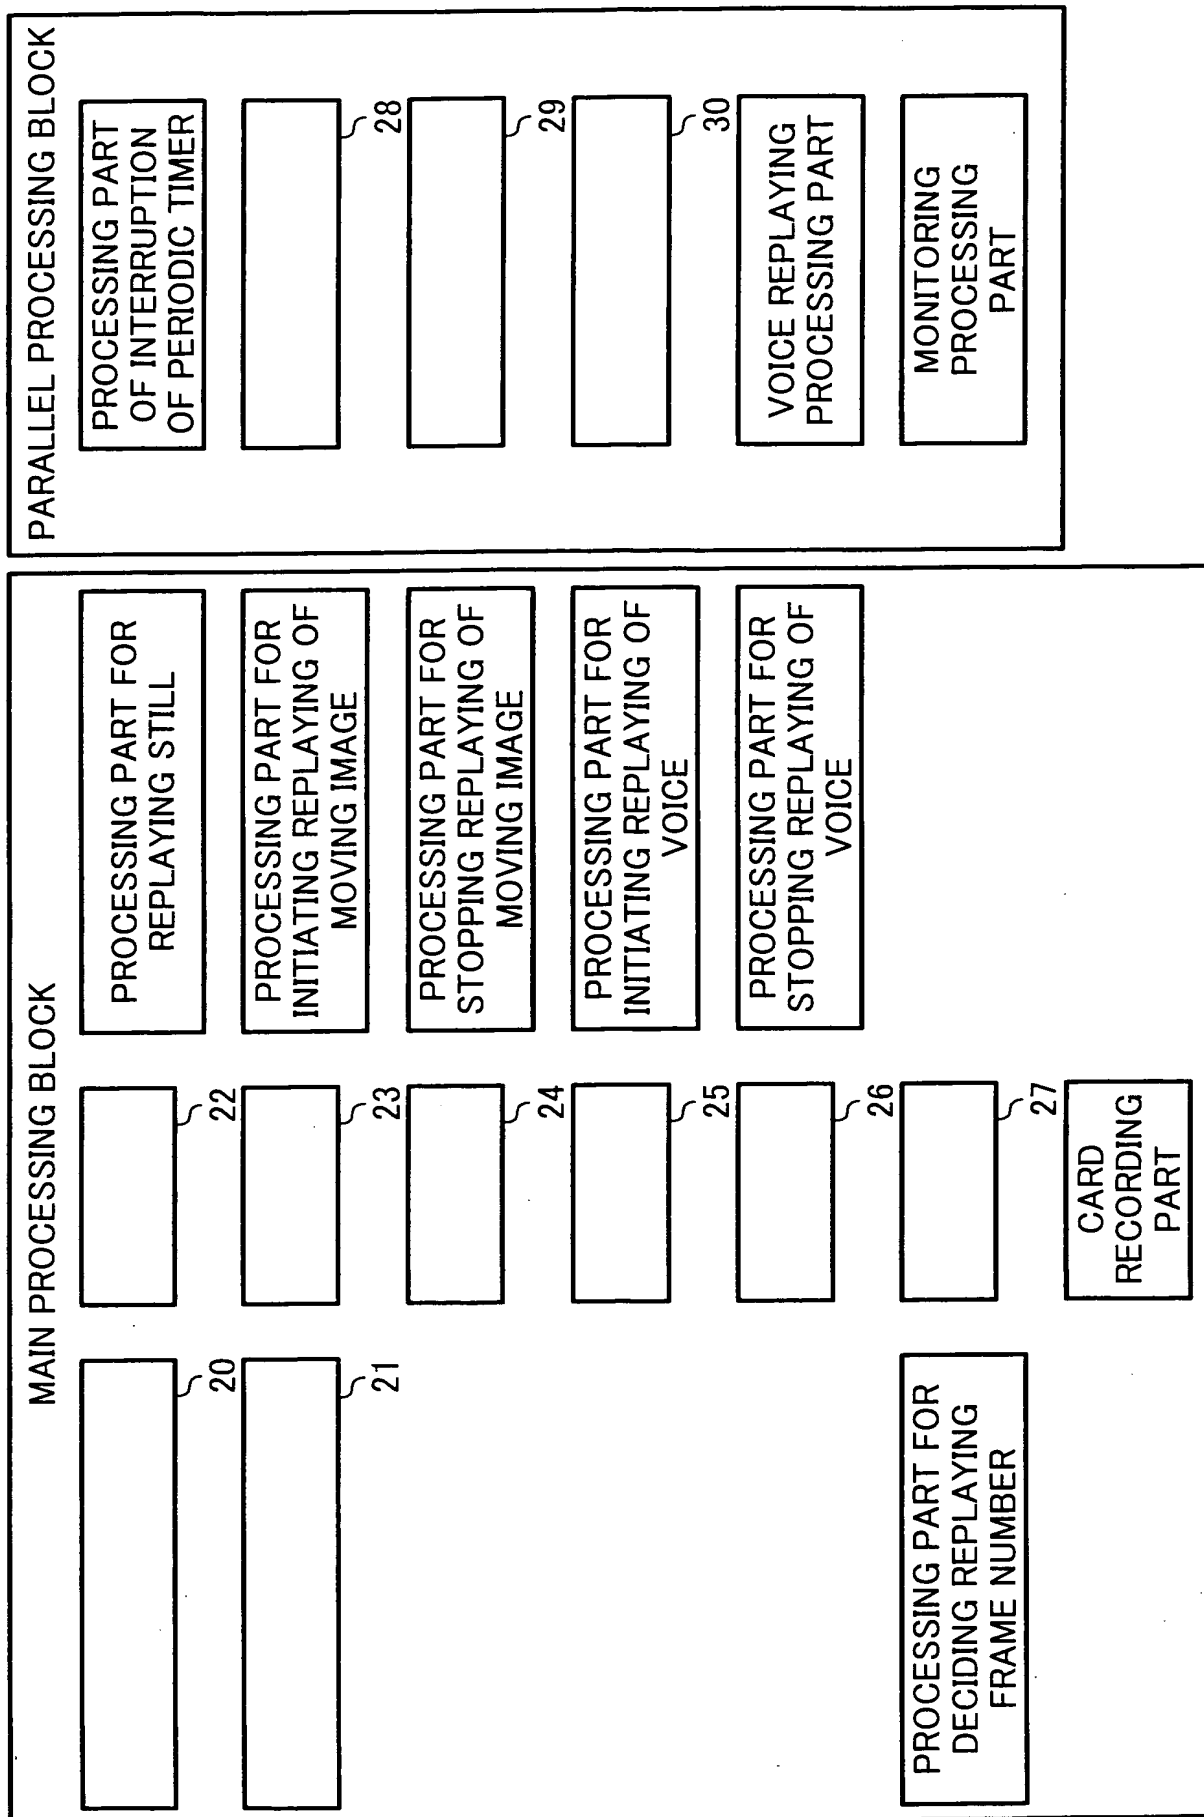 MAIN PROCESSING BLOCK
20
21
PROCESSING PART FOR
DECIDING REPLAYING
FRAME NUMBER
22
23
24
25
26
27
CARD
RECORDING
PART
PROCESSING PART FOR
REPLAYING STILL
PROCESSING PART FOR
INITIATING REPLAYING OF
MOVING IMAGE
PROCESSING PART FOR
STOPPING REPLAYING OF
MOVING IMAGE
PROCESSING PART FOR
INITIATING REPLAYING OF
VOICE
PROCESSING PART FOR
STOPPING REPLAYING OF
VOICE
PARALLEL PROCESSING BLOCK
PROCESSING PART
OF INTERRUPTION
OF PERIODIC TIMER
28
29
30
VOICE REPLAYING
PROCESSING PART
MONITORING
PROCESSING
PART